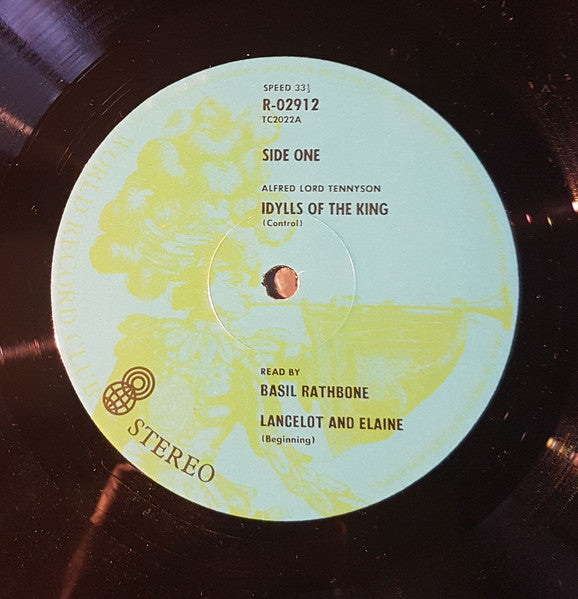 SPEED 33⅓
R-02912
TC2022A
SIDE ONE
ALFRED LORD TENNYSON
IDYLLS OF THE KING
(Control)
READ BY
BASIL RATHBONE
LANCELOT AND ELAINE
(Beginning)
STEREO
WORLD RECORD CLUB